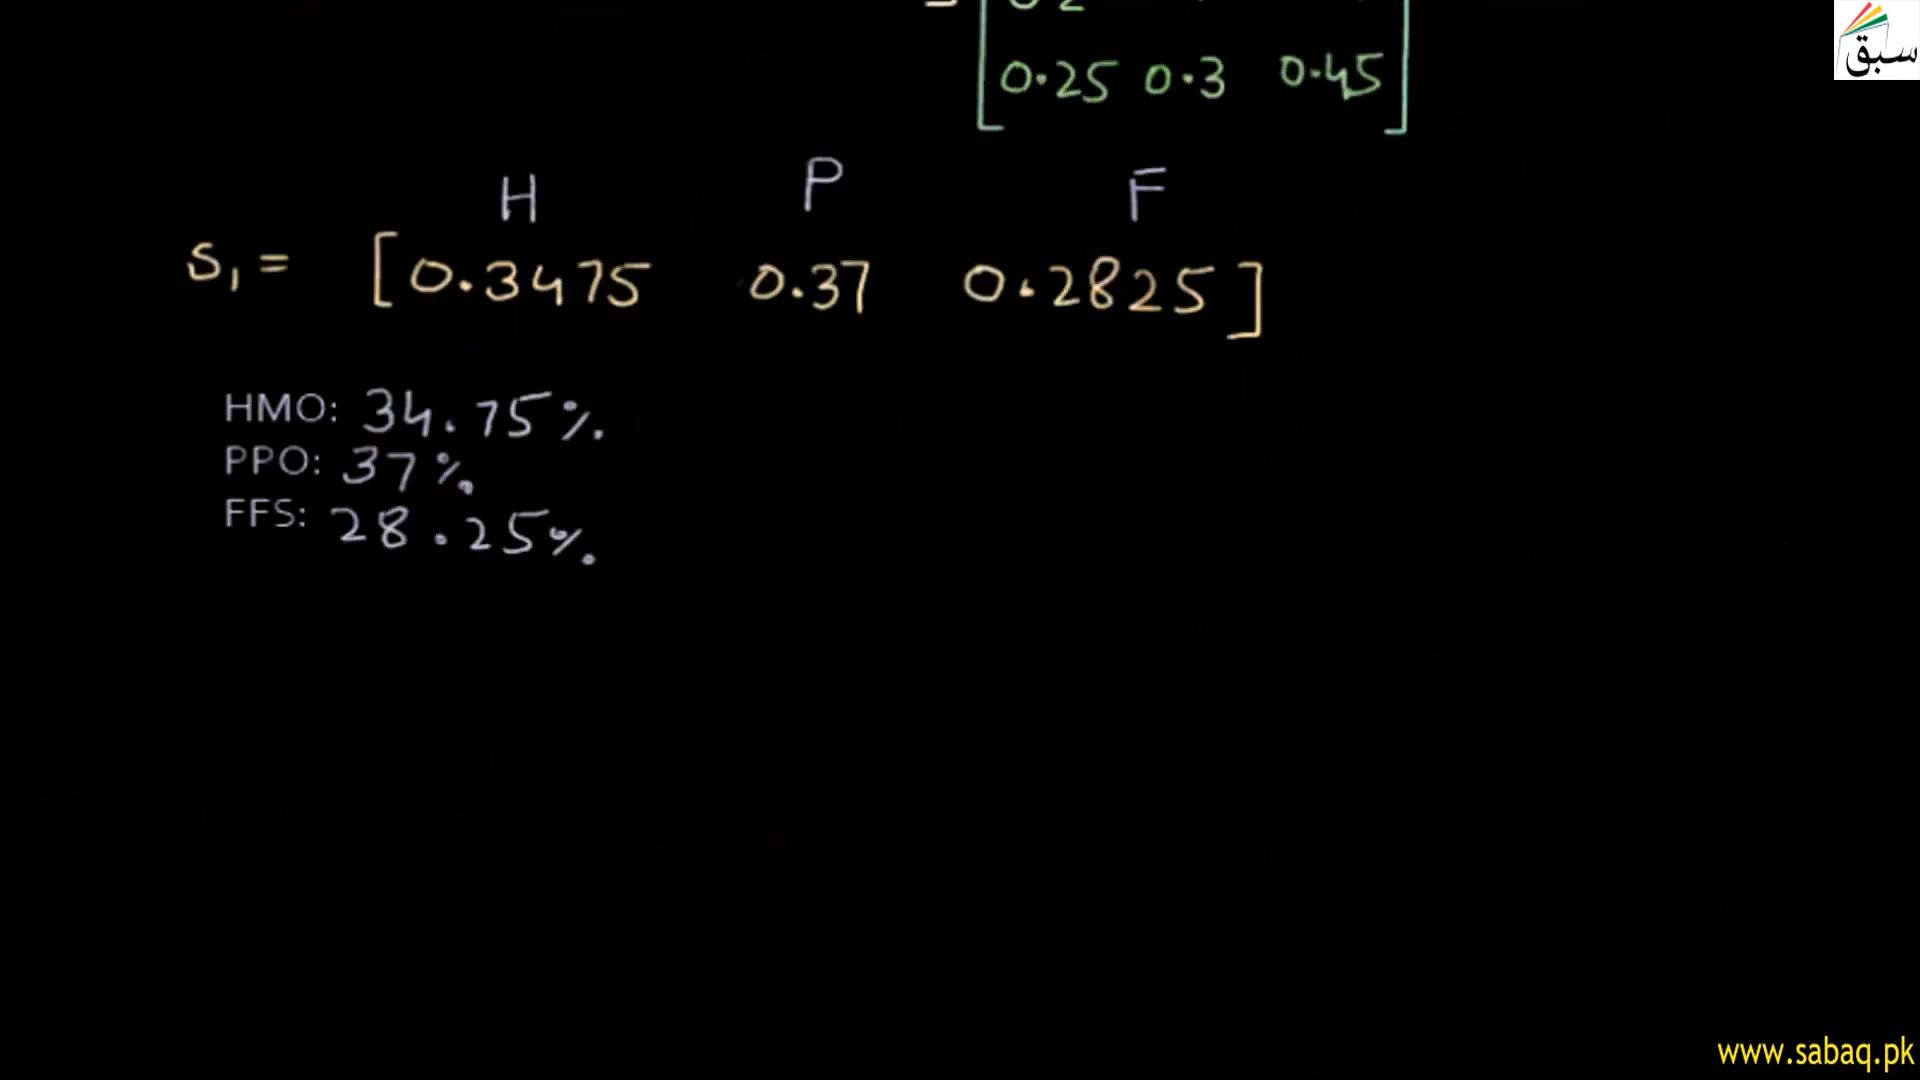 سبق
0.25 0.3 0.45
H P F
S₁ = [0.3475 0.37 0.2825]
HMO: 34.75%.
PPO: 37%.
FFS: 28.25%.
www.sabaq.pk